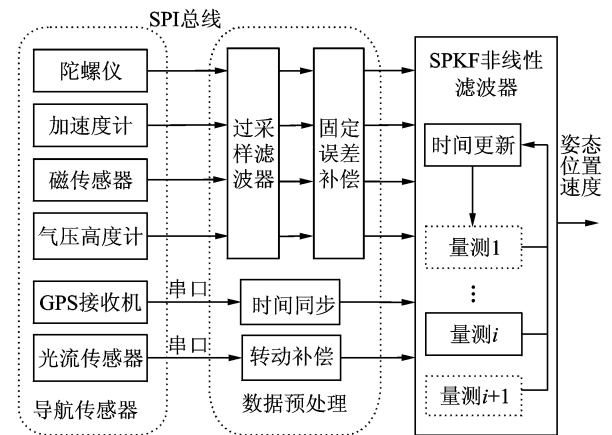 SPI总线
陀螺仪
加速度计
磁传感器
气压高度计
GPS接收机
光流传感器
导航传感器
串口
串口
过采
样滤
波器
固定
误差
补偿
时间同步
转动补偿
数据预处理
SPKF非线性
滤波器
时间更新
量测1
⋮
量测i
量测i+1
姿态
位置
速度